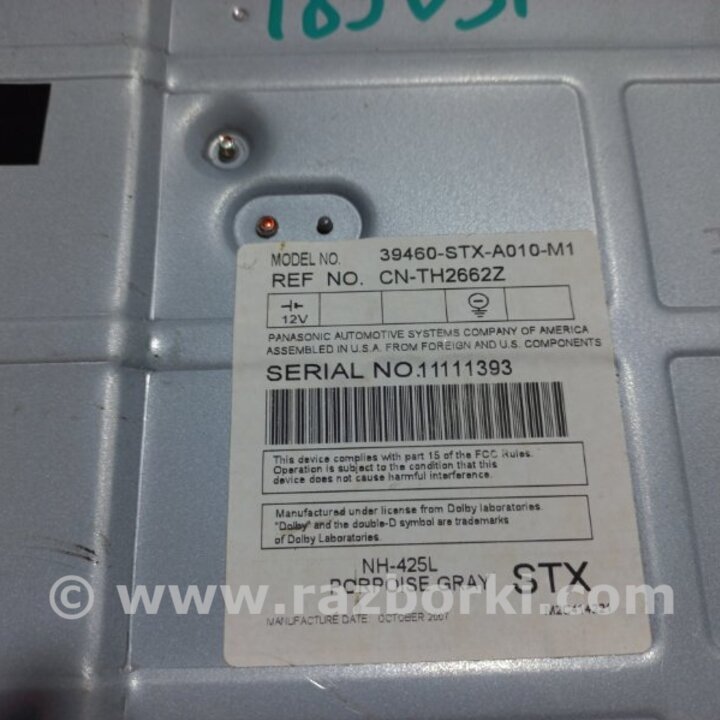 MODEL NO. 39460-STX-A010-M1
REF NO. CN-TH2662Z
12V
PANASONIC AUTOMOTIVE SYSTEMS COMPANY OF AMERICA
ASSEMBLED IN U.S.A. FROM FOREIGN AND U.S. COMPONENTS
SERIAL NO.11111393
This device complies with part 15 of the FCC Rules.
Operation is subject to the condition that this
device does not cause harmful interference.
Manufactured under license from Dolby laboratories.
"Dolby" and the double-D symbol are trademarks
of Dolby Laboratories.
NH-425L
PORPOISE GRAY STX
© www.razborki.com
MANUFACTURE DATE: OCTOBER 2007